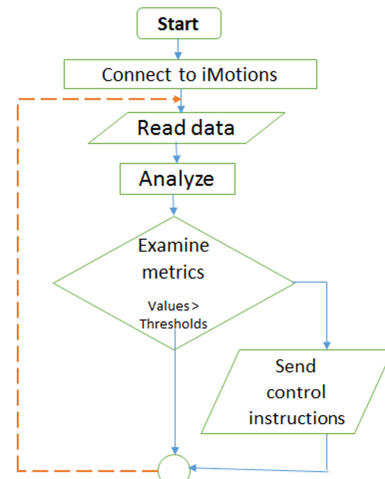 Start
Connect to iMotions
Read data
Analyze
Examine
metrics
Values>
Thresholds
Send
control
instructions